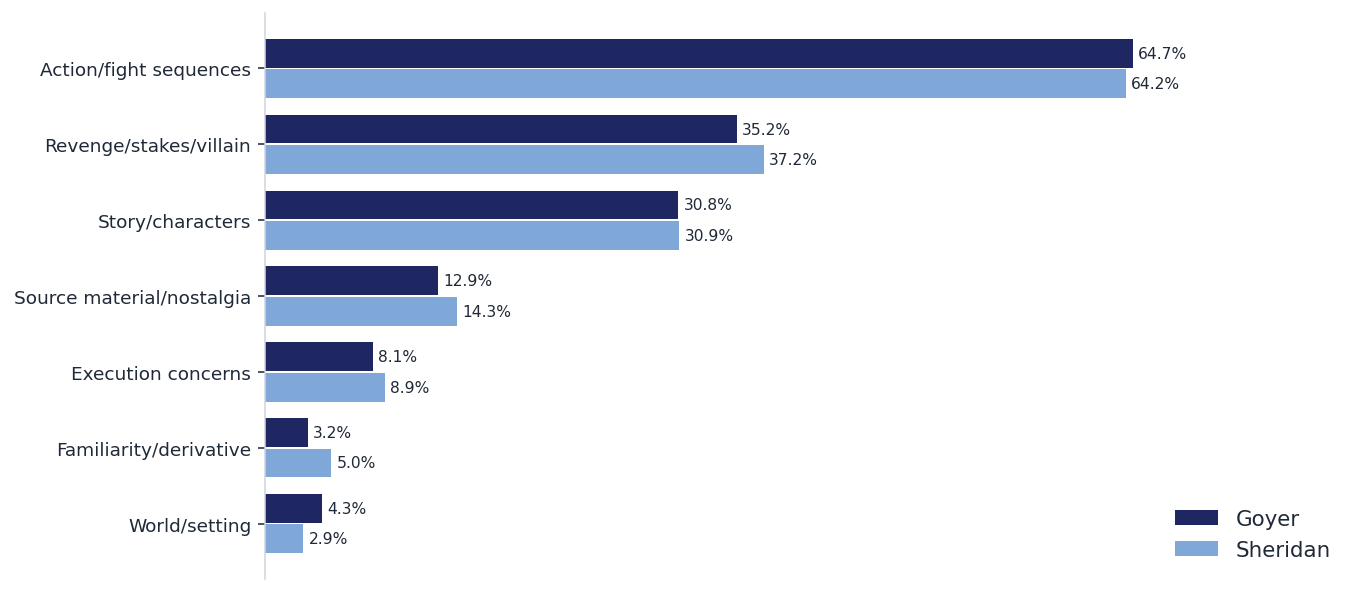 Action/fight sequences
64.7%
64.2%
Revenge/stakes/villain
35.2%
37.2%
Story/characters
30.8%
30.9%
Source material/nostalgia
12.9%
14.3%
Execution concerns
8.1%
8.9%
Familiarity/derivative
3.2%
5.0%
World/setting
4.3%
2.9%
Goyer
Sheridan